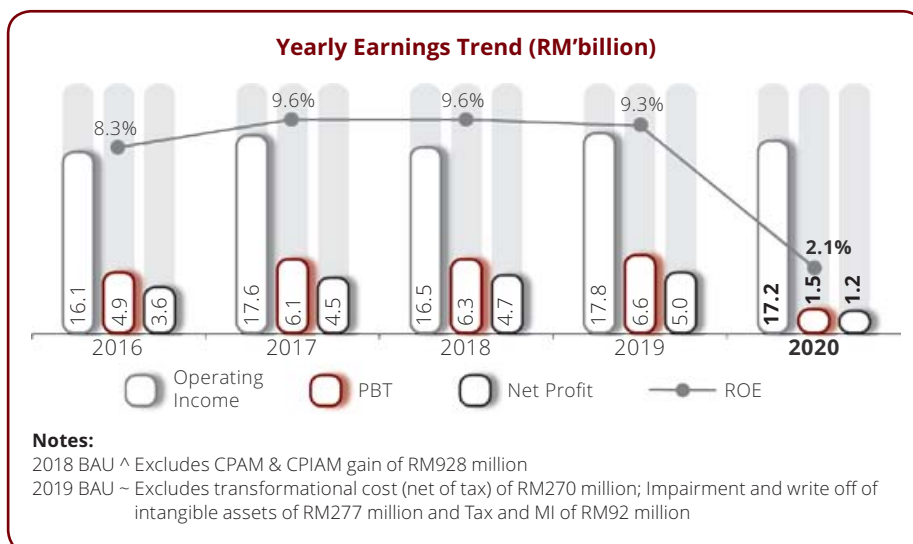 Yearly Earnings Trend (RM'billion)
8.3%
9.6%
9.6%
9.3%
2.1%
16.1
4.9
3.6
17.6
6.1
4.5
16.5
6.3
4.7
17.8
6.6
5.0
17.2
1.5
1.2
2016
2017
2018
2019
2020
Operating
Income
PBT
Net Profit
ROE
Notes:
2018 BAU ^ Excludes CPAM & CPIAM gain of RM928 million
2019 BAU ~ Excludes transformational cost (net of tax) of RM270 million; Impairment and write off of
intangible assets of RM277 million and Tax and MI of RM92 million